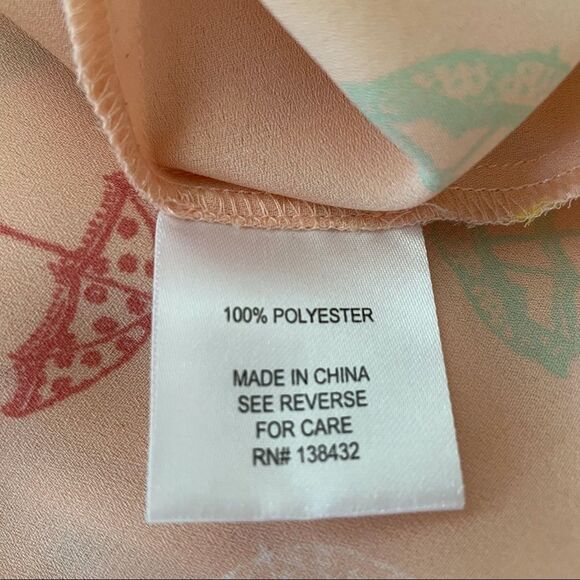 100% POLYESTER
MADE IN CHINA
SEE REVERSE
FOR CARE
RN# 138432